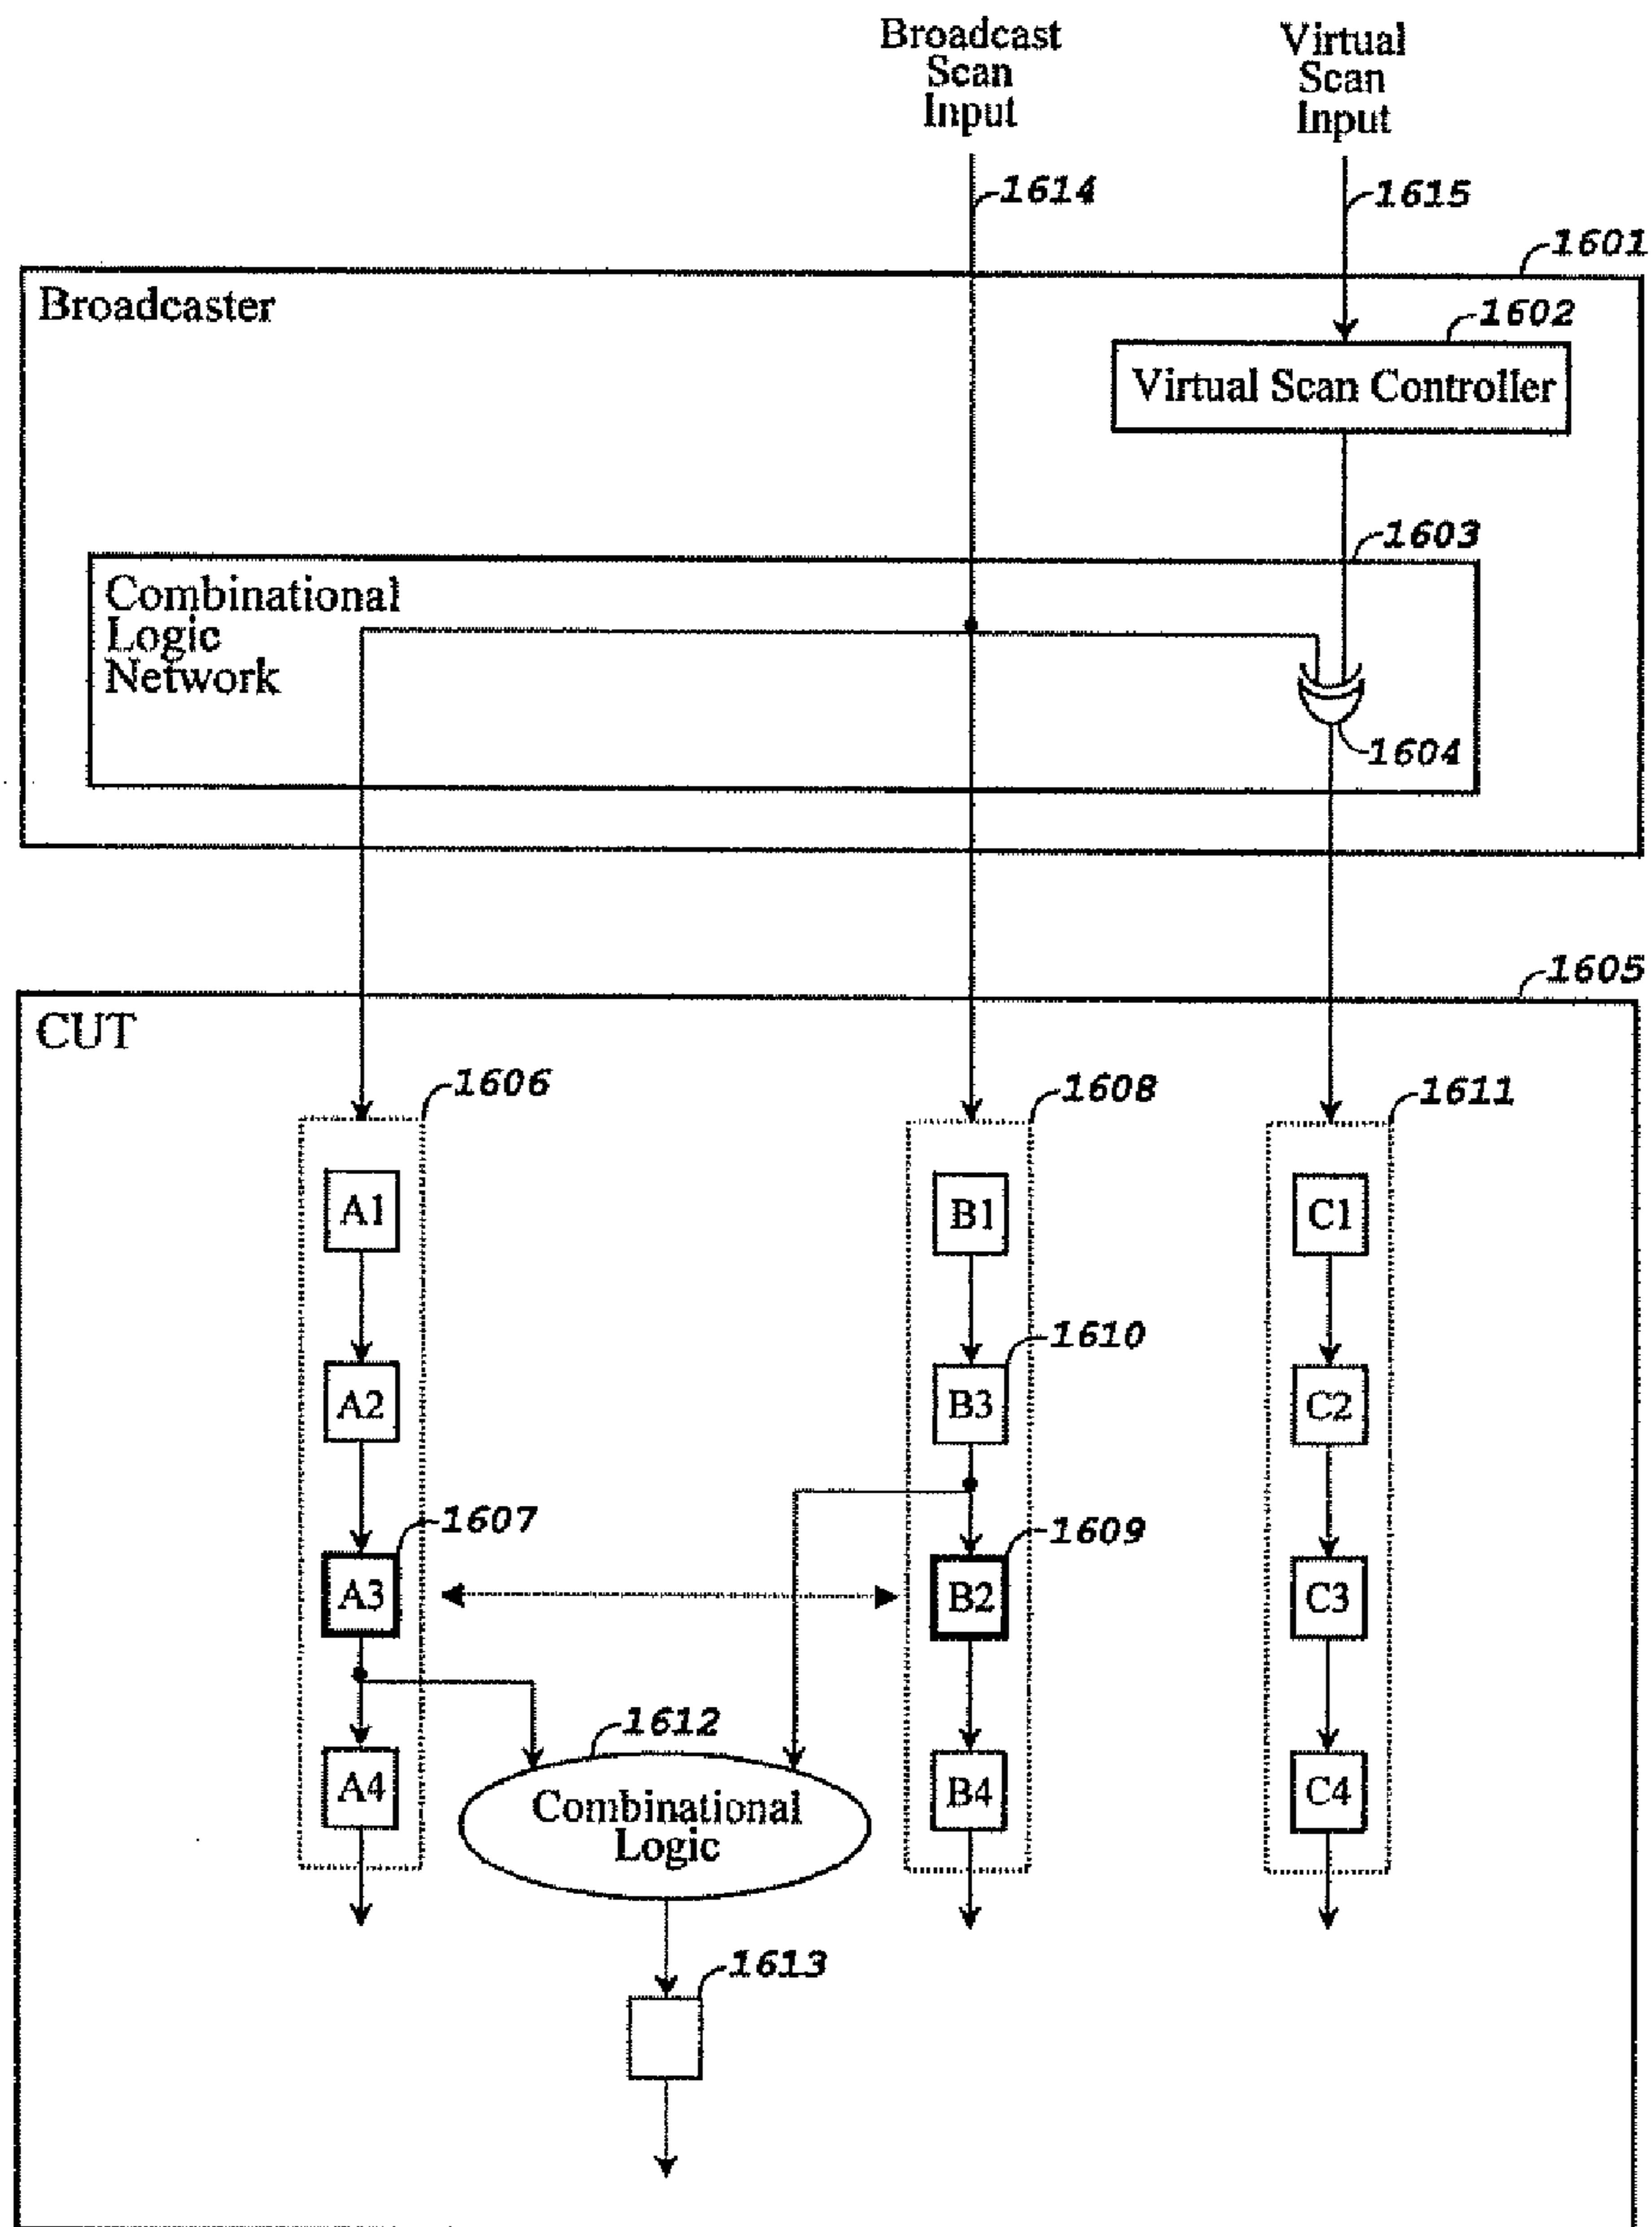 Broadcast
Scan
Input
Virtual
Scan
Input
1614
1615
1601
Broadcaster
1602
Virtual Scan Controller
1603
Combinational
Logic
Network
1604
1605
CUT
1606
1608
1611
A1
B1
C1
1610
A2
B3
C2
1607
1609
A3
B2
C3
1612
A4
Combinational
Logic
B4
C4
1613